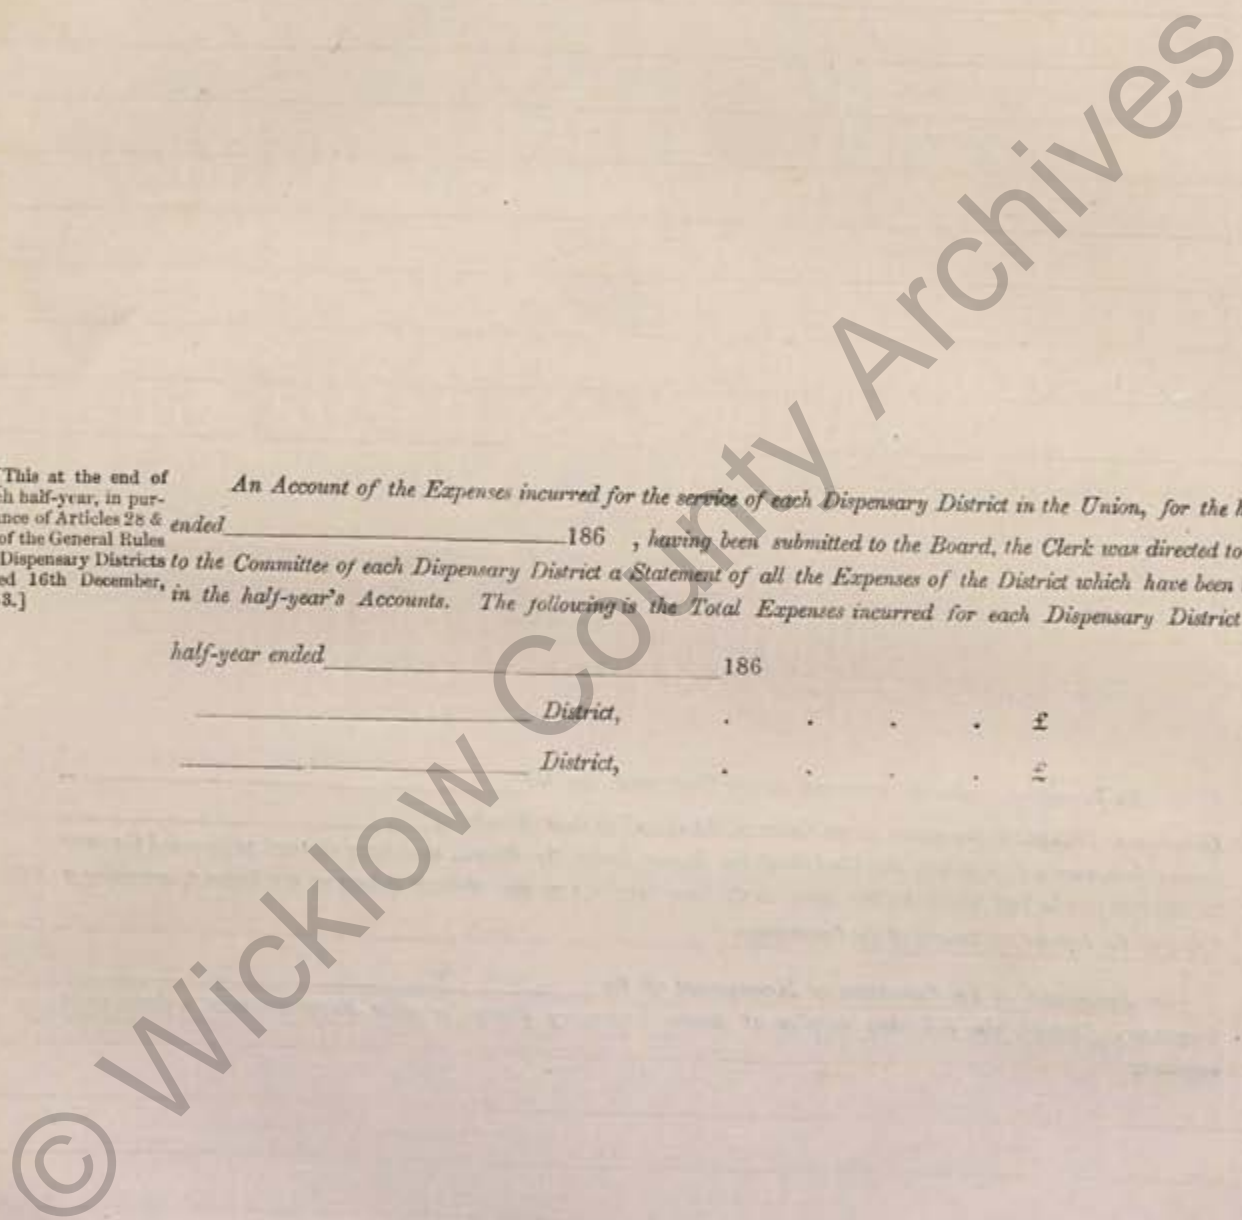 This at the end of
h half-year, in pur-
nce of Articles 28 &
of the General Rules
Dispensary Districts
ed 16th December,
3.]
An Account of the Expenses incurred for the service of each Dispensary District in the Union, for the
ended 186 , having been submitted to the Board, the Clerk was directed to
to the Committee of each Dispensary District a Statement of all the Expenses of the District which have been
in the half-year's Accounts. The following is the Total Expenses incurred for each Dispensary District
half-year ended 186
District, . . . . £
District, . . . . £
© Wicklow County Archives